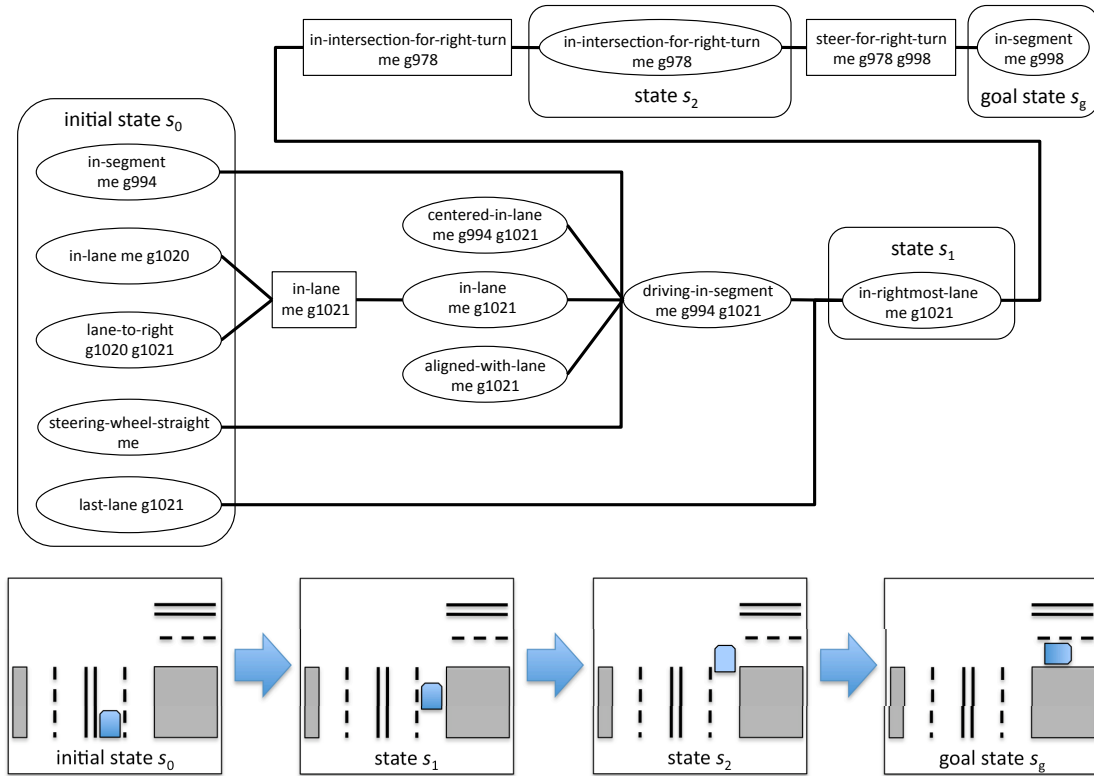 in-intersection-for-right-turn
me g978
in-intersection-for-right-turn
me g978
state s2
steer-for-right-turn
me g978 g998
in-segment
me g998
goal state sg
initial state s0
in-segment
me g994
in-lane me g1020
lane-to-right
g1020 g1021
steering-wheel-straight
me
last-lane g1021
in-lane
me g1021
centered-in-lane
me g994 g1021
in-lane
me g1021
aligned-with-lane
me g1021
driving-in-segment
me g994 g1021
state s1
in-rightmost-lane
me g1021
initial state s0
state s1
state s2
goal state sg